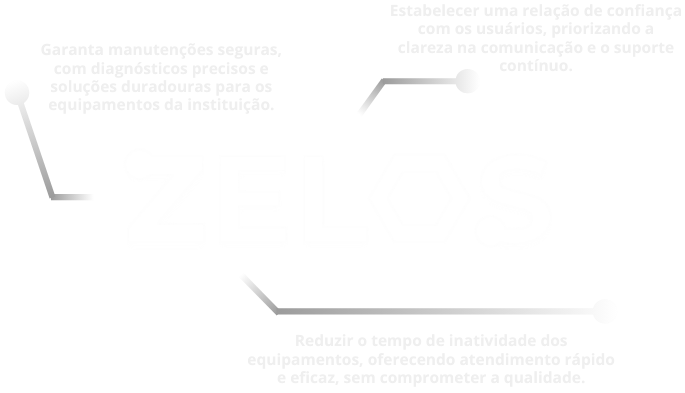 Estabelecer uma relação de confiança
com os usuários, priorizando a
clareza na comunicação e o suporte
contínuo.
Garanta manutenções seguras,
com diagnósticos precisos e
soluções duradouras para os
equipamentos da instituição.
Reduzir o tempo de inatividade dos
equipamentos, oferecendo atendimento rápido
e eficaz, sem comprometer a qualidade.